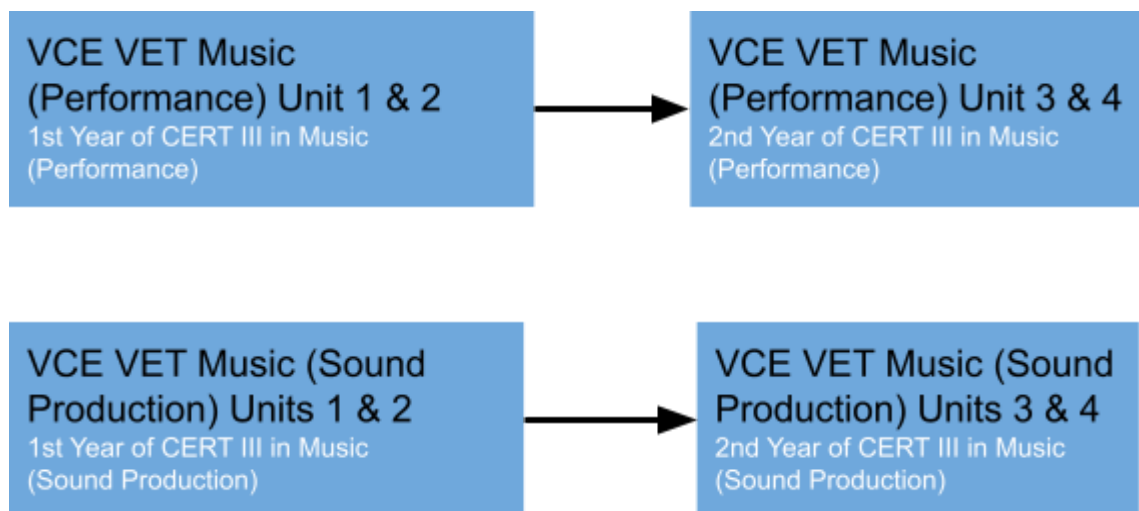 VCE VET Music
(Performance) Unit 1 & 2
1st Year of CERT III in Music
(Performance)
VCE VET Music
(Performance) Unit 3 & 4
2nd Year of CERT III in Music
(Performance)
VCE VET Music (Sound
Production) Units 1 & 2
1st Year of CERT III in Music
(Sound Production)
VCE VET Music (Sound
Production) Units 3 & 4
2nd Year of CERT III in Music
(Sound Production)